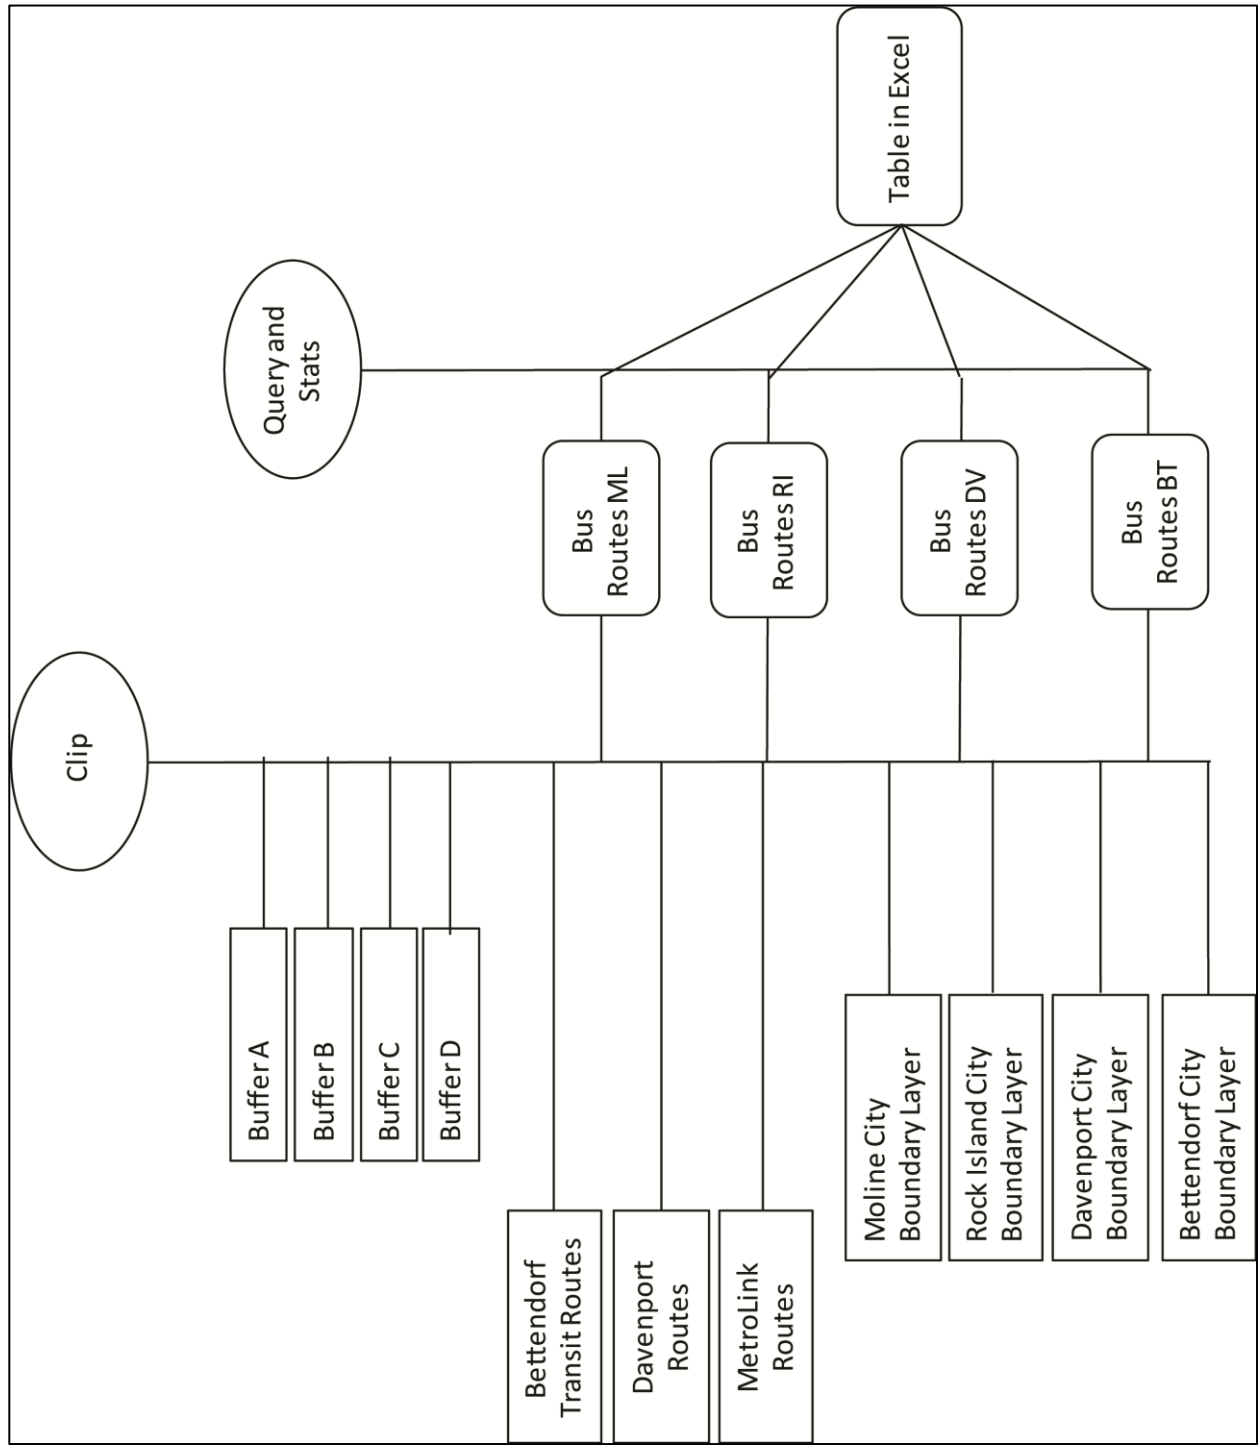 Clip
Query and
Stats
Buffer A
Buffer B
Buffer C
Buffer D
Bettendorf
Transit Routes
Davenport
Routes
MetroLink
Routes
Moline City
Boundary Layer
Rock Island City
Boundary Layer
Davenport City
Boundary Layer
Bettendorf City
Boundary Layer
Bus
Routes ML
Bus
Routes RI
Bus
Routes DV
Bus
Routes BT
Table in Excel